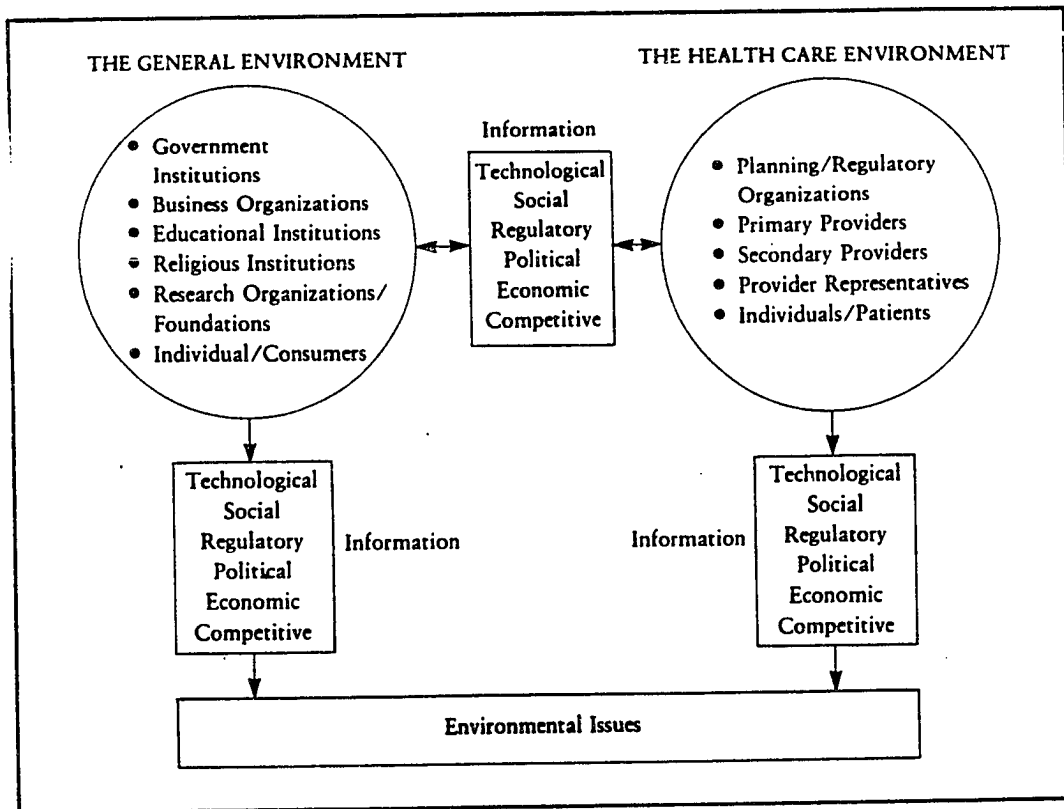 THE GENERAL ENVIRONMENT
• Government
Institutions
• Business Organizations
• Educational Institutions
• Religious Institutions
• Research Organizations/
Foundations
• Individual/Consumers
Information
Technological
Social
Regulatory
Political
Economic
Competitive
THE HEALTH CARE ENVIRONMENT
• Planning/Regulatory
Organizations
• Primary Providers
• Secondary Providers
• Provider Representatives
• Individuals/Patients
Technological
Social
Regulatory
Political
Economic
Competitive
Information
Information
Technological
Social
Regulatory
Political
Economic
Competitive
Environmental Issues